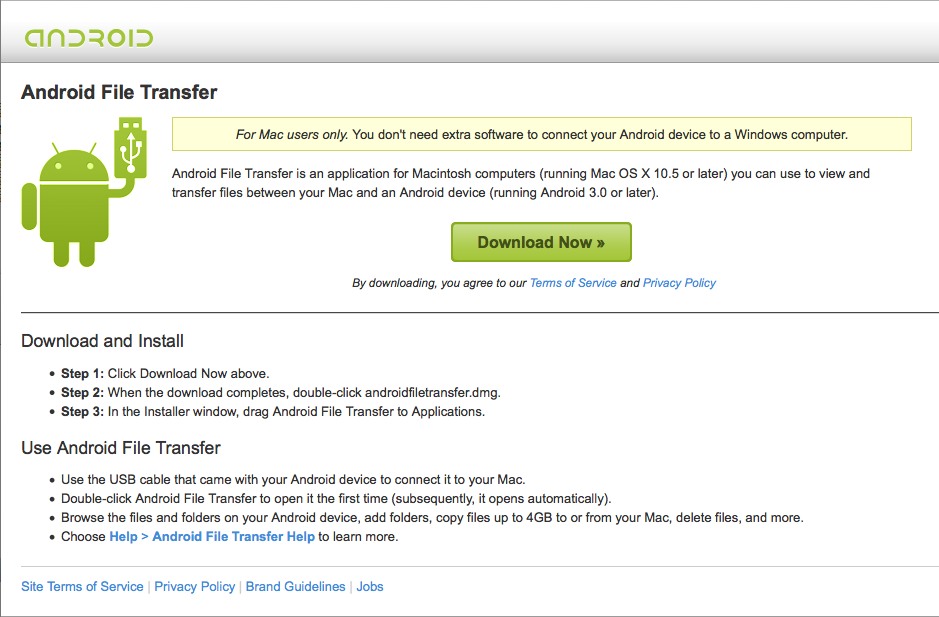 ANDROID
Android File Transfer
For Mac users only. You don't need extra software to connect your Android device to a Windows computer.
Android File Transfer is an application for Macintosh computers (running Mac OS X 10.5 or later) you can use to view and
transfer files between your Mac and an Android device (running Android 3.0 or later).
Download Now »
By downloading, you agree to our Terms of Service and Privacy Policy
Download and Install
• Step 1: Click Download Now above.
• Step 2: When the download completes, double-click androidfiletransfer.dmg.
• Step 3: In the Installer window, drag Android File Transfer to Applications.
Use Android File Transfer
• Use the USB cable that came with your Android device to connect it to your Mac.
• Double-click Android File Transfer to open it the first time (subsequently, it opens automatically).
• Browse the files and folders on your Android device, add folders, copy files up to 4GB to or from your Mac, delete files, and more.
• Choose Help > Android File Transfer Help to learn more.
Site Terms of Service | Privacy Policy | Brand Guidelines | Jobs